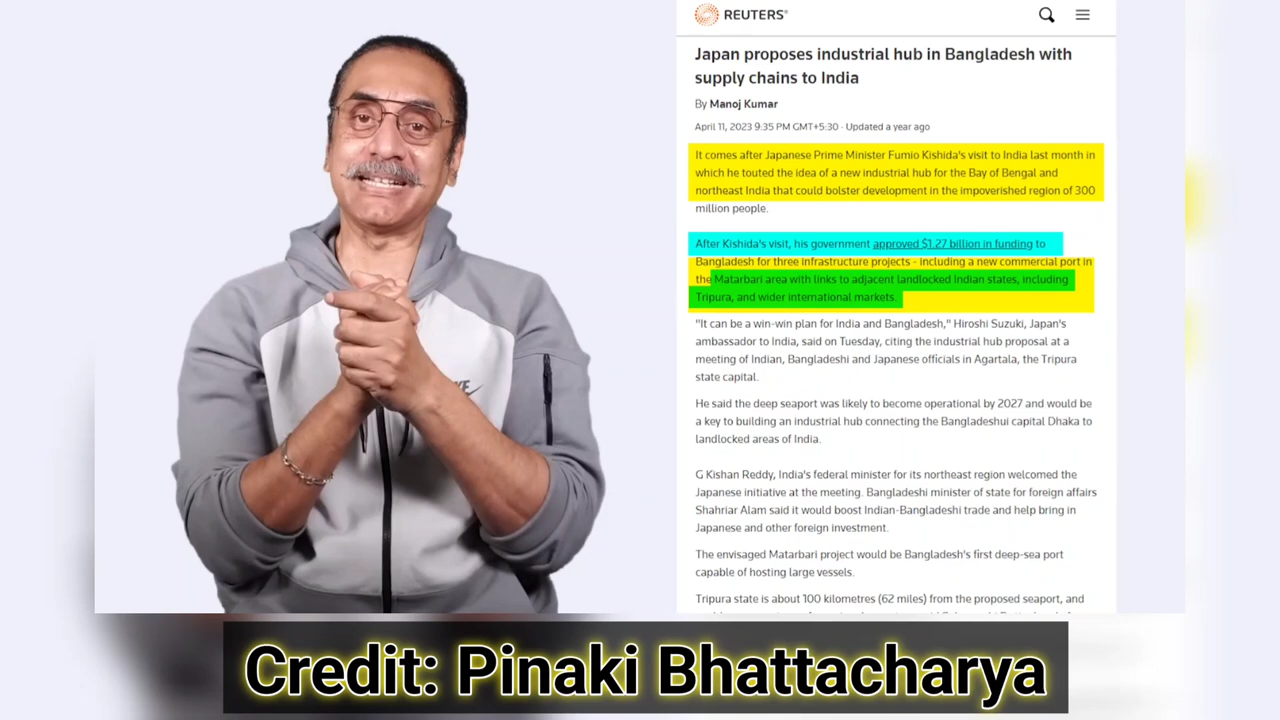 REUTERS®
Japan proposes industrial hub in Bangladesh with
supply chains to India
By Manoj Kumar
April 11, 2023 9:35 PM GMT+5:30 · Updated a year ago
It comes after Japanese Prime Minister Fumio Kishida's visit to India last month in
which he touted the idea of a new industrial hub for the Bay of Bengal and
northeast India that could bolster development in the impoverished region of 300
million people.
After Kishida's visit, his government approved $1.27 billion in funding to
Bangladesh for three infrastructure projects - including a new commercial port in
the Matarbari area with links to adjacent landlocked Indian states, including
Tripura, and wider international markets.
"It can be a win-win plan for India and Bangladesh," Hiroshi Suzuki, Japan's
ambassador to India, said on Tuesday, citing the industrial hub proposal at a
meeting of Indian, Bangladeshi and Japanese officials in Agartala, the Tripura
state capital.
He said the deep seaport was likely to become operational by 2027 and would be
a key to building an industrial hub connecting the Bangladeshui capital Dhaka to
landlocked areas of India.
G Kishan Reddy, India's federal minister for its northeast region welcomed the
Japanese initiative at the meeting. Bangladeshi minister of state for foreign affairs
Shahriar Alam said it would boost Indian-Bangladeshi trade and help bring in
Japanese and other foreign investment.
The envisaged Matarbari project would be Bangladesh's first deep-sea port
capable of hosting large vessels.
Tripura state is about 100 kilometres (62 miles) from the proposed seaport, and
Credit: Pinaki Bhattacharya